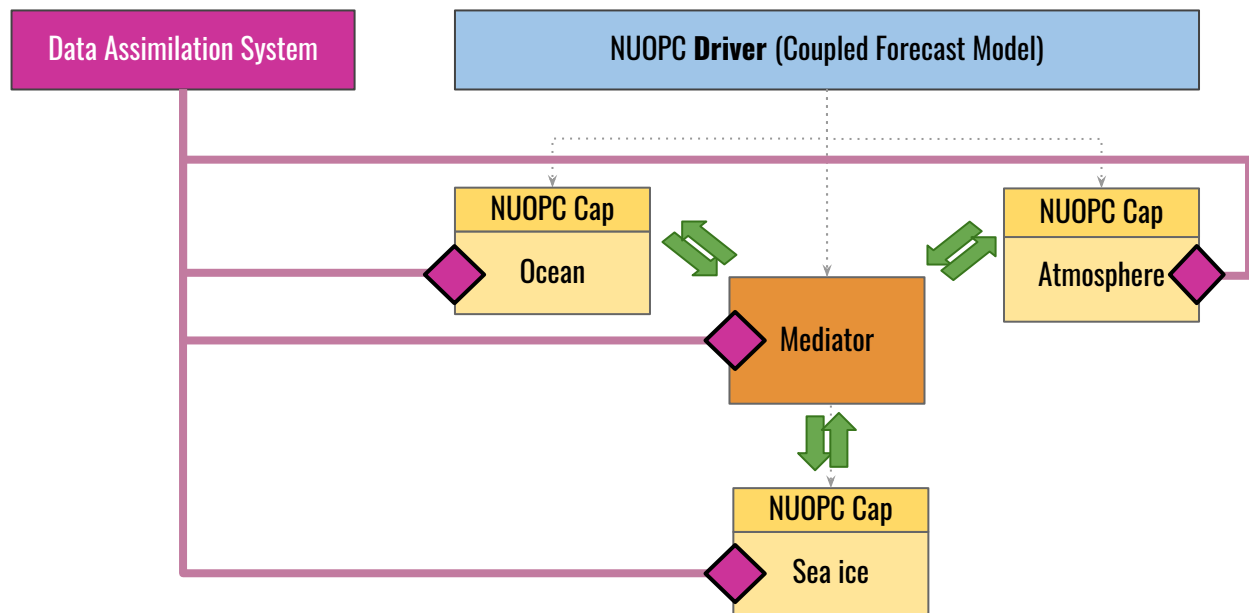 Data Assimilation System
NUOPC Driver (Coupled Forecast Model)
NUOPC Cap
Ocean
NUOPC Cap
Atmosphere
Mediator
NUOPC Cap
Sea ice